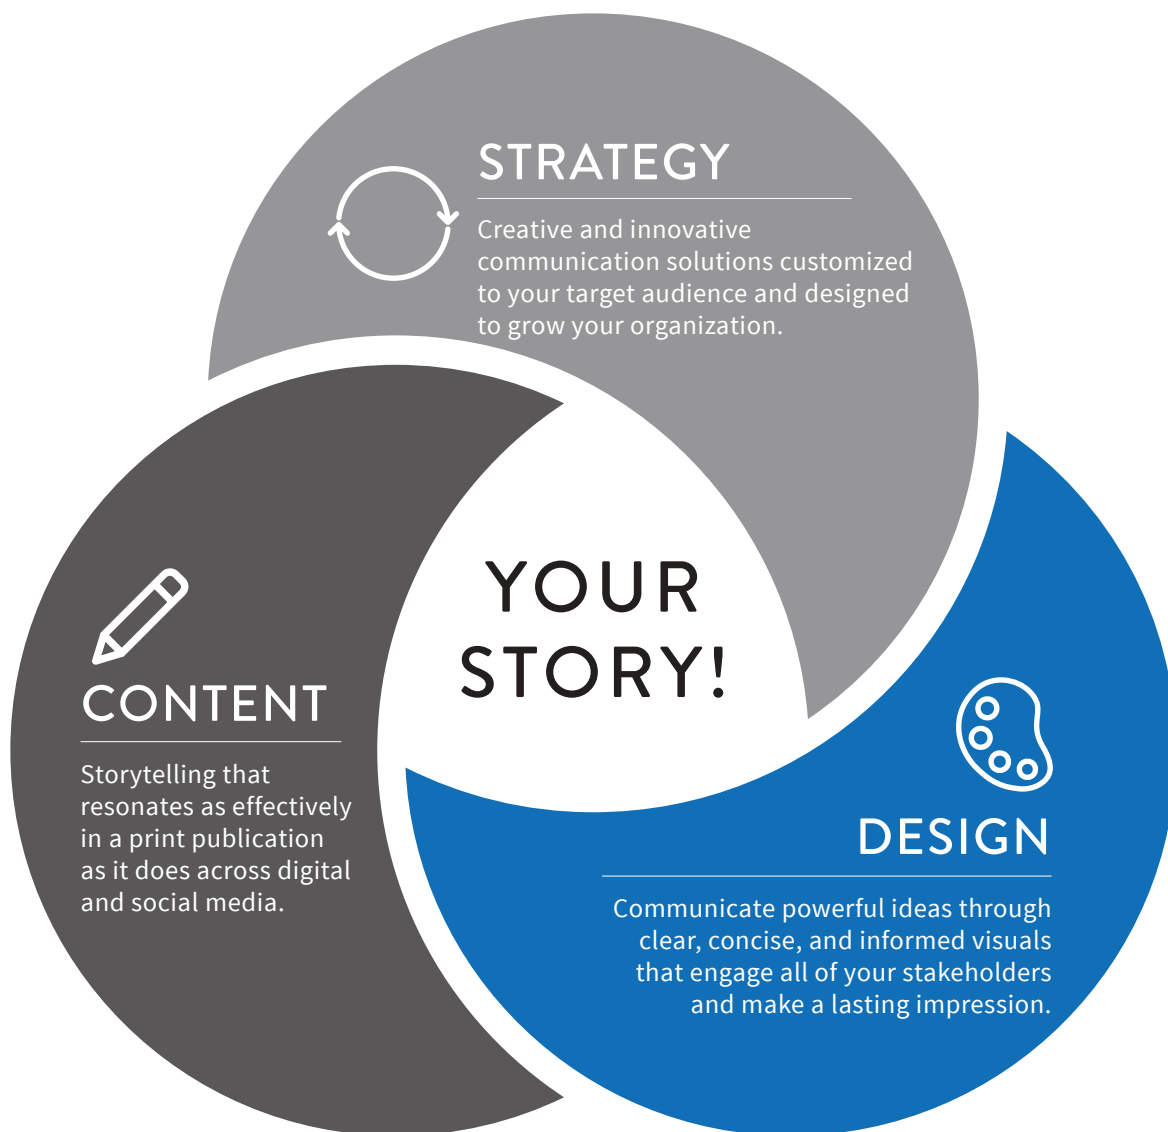 STRATEGY
Creative and innovative
communication solutions customized
to your target audience and designed
to grow your organization.
YOUR
STORY!
CONTENT
Storytelling that
resonates as effectively
in a print publication
as it does across digital
and social media.
DESIGN
Communicate powerful ideas through
clear, concise, and informed visuals
that engage all of your stakeholders
and make a lasting impression.